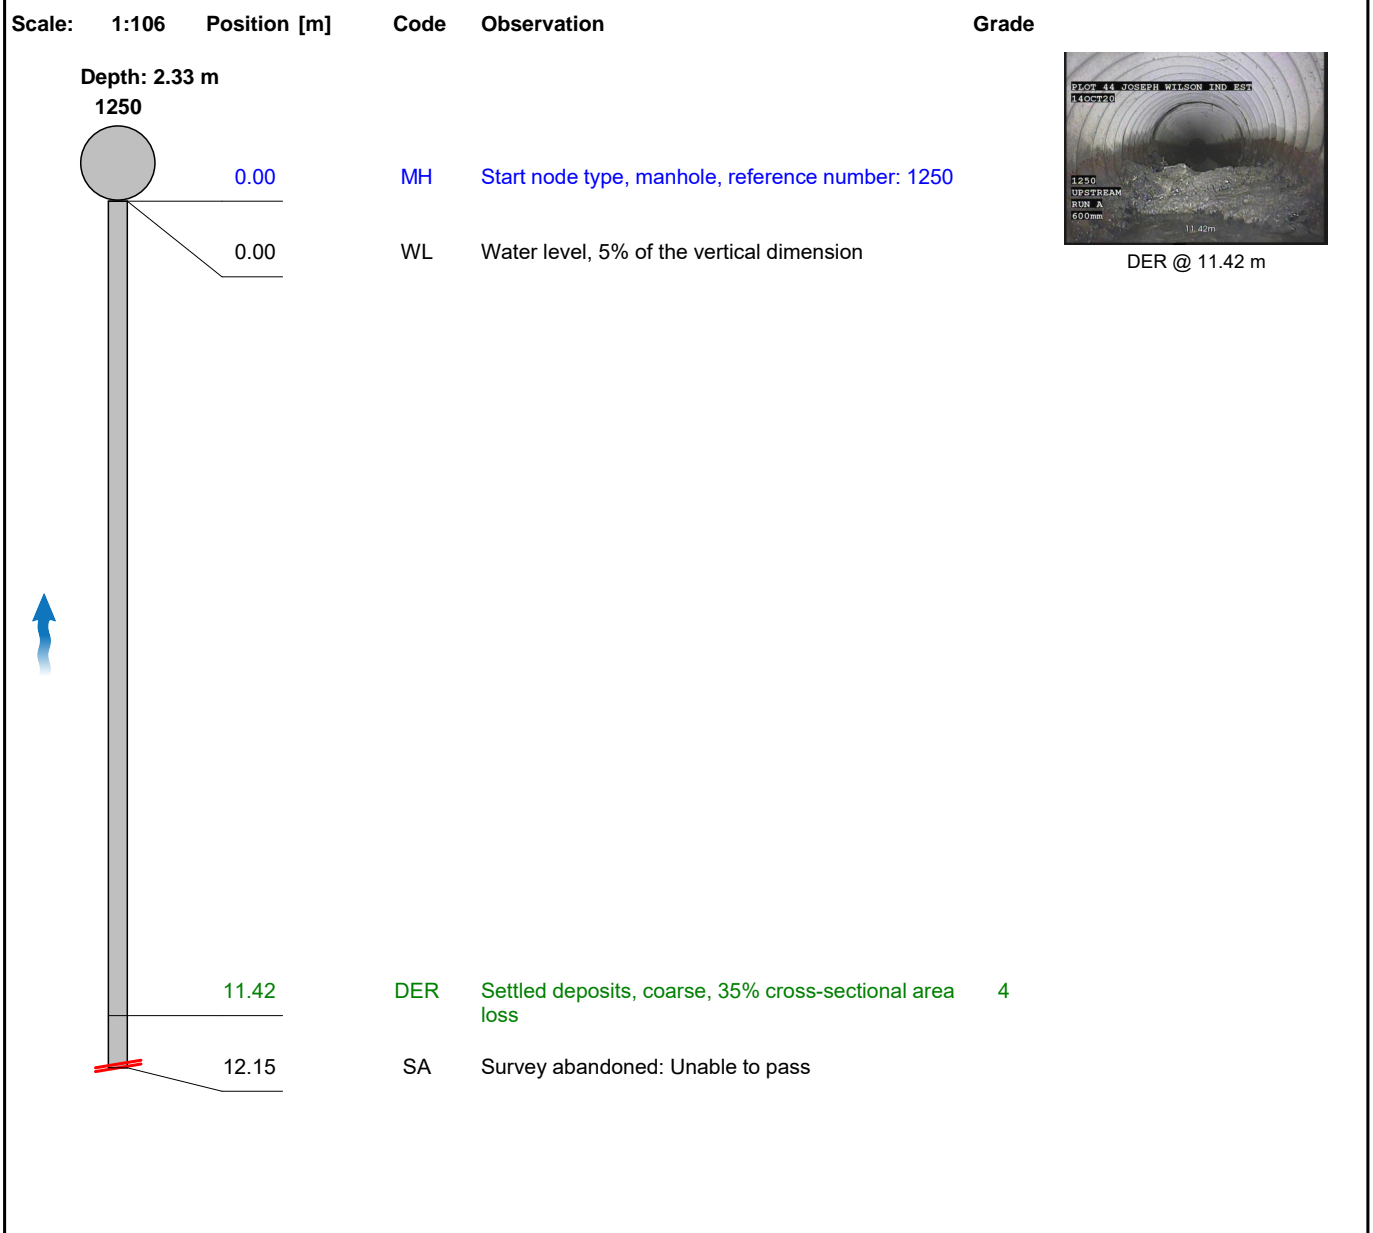 Scale: 1:106 Position [m] Code Observation Grade
Depth: 2.33 m
1250
0.00 MH Start node type, manhole, reference number: 1250
0.00 WL Water level, 5% of the vertical dimension
PLOT 44 JOSEPH WILSON IND EST
14OCT20
1250
UPSTREAM
RUN A
600mm
11.42m
DER @ 11.42 m
11.42 DER Settled deposits, coarse, 35% cross-sectional area 4
loss
12.15 SA Survey abandoned: Unable to pass